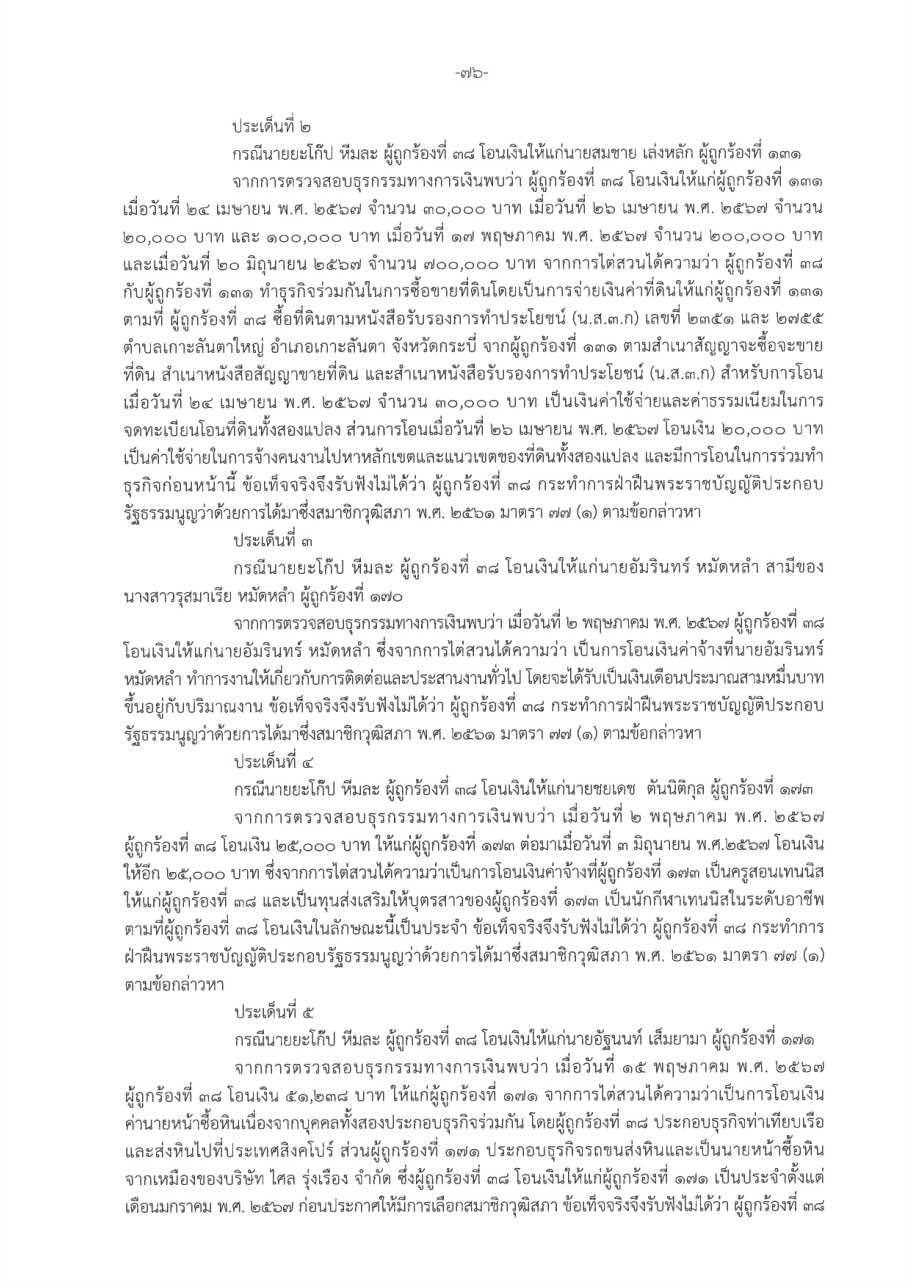 -๗๖-
ประเด็นที่ ๒
กรณีนายยะโก๊ป หีมละ ผู้ถูกร้องที่ ๓๘ โอนเงินให้แก่นายสมชาย เล่งหลัก ผู้ถูกร้องที่ ๑๓๑
จากการตรวจสอบธุรกรรมทางการเงินพบว่า ผู้ถูกร้องที่ ๓๘ โอนเงินให้แก่ผู้ถูกร้องที่ ๑๓๑
เมื่อวันที่ ๒๔ เมษายน พ.ศ. ๒๕๖๗ จำนวน ๓๐,๐๐๐ บาท เมื่อวันที่ ๒๖ เมษายน พ.ศ. ๒๕๖๗ จำนวน
๒๐,๐๐๐ บาท และ ๑๐๐,๐๐๐ บาท เมื่อวันที่ ๑๗ พฤษภาคม พ.ศ. ๒๕๖๗ จำนวน ๒๐๐,๐๐๐ บาท
และเมื่อวันที่ ๒๐ มิถุนายน ๒๕๖๗ จำนวน ๗๐๐,๐๐๐ บาท จากการไต่สวนได้ความว่า ผู้ถูกร้องที่ ๓๘
กับผู้ถูกร้องที่ ๑๓๑ ทำธุรกิจร่วมกันในการซื้อขายที่ดินโดยเป็นการจ่ายเงินค่าที่ดินให้แก่ผู้ถูกร้องที่ ๑๓๑
ตามที่ ผู้ถูกร้องที่ ๓๘ ซื้อที่ดินตามหนังสือรับรองการทำประโยชน์ (น.ส.๓.ก) เลขที่ ๒๓๕๑ และ ๒๗๕๕
ตำบลเกาะลันตาใหญ่ อำเภอเกาะลันตา จังหวัดกระบี่ จากผู้ถูกร้องที่ ๑๓๑ ตามสำเนาสัญญาจะซื้อจะขาย
ที่ดิน สำเนาหนังสือสัญญาขายที่ดิน และสำเนาหนังสือรับรองการทำประโยชน์ (น.ส.๓.ก) สำหรับการโอน
เมื่อวันที่ ๒๔ เมษายน พ.ศ. ๒๕๖๗ จำนวน ๓๐,๐๐๐ บาท เป็นเงินค่าใช้จ่ายและค่าธรรมเนียมในการ
จดทะเบียนโอนที่ดินทั้งสองแปลง ส่วนการโอนเมื่อวันที่ ๒๖ เมษายน พ.ศ. ๒๕๖๗ โอนเงิน ๒๐,๐๐๐ บาท
เป็นค่าใช้จ่ายในการจ้างคนงานไปหาหลักเขตและแนวเขตของที่ดินทั้งสองแปลง และมีการโอนในการร่วมทำ
ธุรกิจก่อนหน้านี้ ข้อเท็จจริงจึงรับฟังไม่ได้ว่า ผู้ถูกร้องที่ ๓๘ กระทำการฝ่าฝืนพระราชบัญญัติประกอบ
รัฐธรรมนูญว่าด้วยการได้มาซึ่งสมาชิกวุฒิสภา พ.ศ. ๒๕๖๑ มาตรา ๗๗ (๑) ตามข้อกล่าวหา
ประเด็นที่ ๓
กรณีนายยะโก๊ป หีมละ ผู้ถูกร้องที่ ๓๘ โอนเงินให้แก่นายอัมรินทร์ หมัดหลำ สามีของ
นางสาวรุสมาเรีย หมัดหลำ ผู้ถูกร้องที่ ๑๗๐
จากการตรวจสอบธุรกรรมทางการเงินพบว่า เมื่อวันที่ ๒ พฤษภาคม พ.ศ. ๒๕๖๗ ผู้ถูกร้องที่ ๓๘
โอนเงินให้แก่นายอัมรินทร์ หมัดหลำ ซึ่งจากการไต่สวนได้ความว่า เป็นการโอนเงินค่าจ้างที่นายอัมรินทร์
หมัดหลำ ทำการงานให้เกี่ยวกับการติดต่อและประสานงานทั่วไป โดยจะได้รับเป็นเงินเดือนประมาณสามหมื่นบาท
ขึ้นอยู่กับปริมาณงาน ข้อเท็จจริงจึงรับฟังไม่ได้ว่า ผู้ถูกร้องที่ ๓๘ กระทำการฝ่าฝืนพระราชบัญญัติประกอบ
รัฐธรรมนูญว่าด้วยการได้มาซึ่งสมาชิกวุฒิสภา พ.ศ. ๒๕๖๑ มาตรา ๗๗ (๑) ตามข้อกล่าวหา
ประเด็นที่ ๔
กรณีนายยะโก๊ป หีมละ ผู้ถูกร้องที่ ๓๘ โอนเงินให้แก่นายชยเดช ตันนิติกุล ผู้ถูกร้องที่ ๑๗๓
จากการตรวจสอบธุรกรรมทางการเงินพบว่า เมื่อวันที่ ๒ พฤษภาคม พ.ศ. ๒๕๖๗
ผู้ถูกร้องที่ ๓๘ โอนเงิน ๒๕,๐๐๐ บาท ให้แก่ผู้ถูกร้องที่ ๑๗๓ ต่อมาเมื่อวันที่ ๓ มิถุนายน พ.ศ.๒๕๖๗ โอนเงิน
ให้อีก ๒๕,๐๐๐ บาท ซึ่งจากการไต่สวนได้ความว่าเป็นการโอนเงินค่าจ้างที่ผู้ถูกร้องที่ ๑๗๓ เป็นครูสอนเทนนิส
ให้แก่ผู้ถูกร้องที่ ๓๘ และเป็นทุนส่งเสริมให้บุตรสาวของผู้ถูกร้องที่ ๑๗๓ เป็นนักกีฬาเทนนิสในระดับอาชีพ
ตามที่ผู้ถูกร้องที่ ๓๘ โอนเงินในลักษณะนี้เป็นประจำ ข้อเท็จจริงจึงรับฟังไม่ได้ว่า ผู้ถูกร้องที่ ๓๘ กระทำการ
ฝ่าฝืนพระราชบัญญัติประกอบรัฐธรรมนูญว่าด้วยการได้มาซึ่งสมาชิกวุฒิสภา พ.ศ. ๒๕๖๑ มาตรา ๗๗ (๑)
ตามข้อกล่าวหา
ประเด็นที่ ๕
กรณีนายยะโก๊ป หีมละ ผู้ถูกร้องที่ ๓๘ โอนเงินให้แก่นายอัฐนนท์ เส็มยามา ผู้ถูกร้องที่ ๑๗๑
จากการตรวจสอบธุรกรรมทางการเงินพบว่า เมื่อวันที่ ๑๕ พฤษภาคม พ.ศ. ๒๕๖๗
ผู้ถูกร้องที่ ๓๘ โอนเงิน ๕๑,๒๓๘ บาท ให้แก่ผู้ถูกร้องที่ ๑๗๑ จากการไต่สวนได้ความว่าเป็นการโอนเงิน
ค่านายหน้าซื้อหินเนื่องจากบุคคลทั้งสองประกอบธุรกิจร่วมกัน โดยผู้ถูกร้องที่ ๓๘ ประกอบธุรกิจท่าเทียบเรือ
และส่งหินไปที่ประเทศสิงคโปร์ ส่วนผู้ถูกร้องที่ ๑๗๑ ประกอบธุรกิจรถขนส่งหินและเป็นนายหน้าซื้อหิน
จากเหมืองของบริษัท ไศล รุ่งเรือง จำกัด ซึ่งผู้ถูกร้องที่ ๓๘ โอนเงินให้แก่ผู้ถูกร้องที่ ๑๗๑ เป็นประจำตั้งแต่
เดือนมกราคม พ.ศ. ๒๕๖๗ ก่อนประกาศให้มีการเลือกสมาชิกวุฒิสภา ข้อเท็จจริงจึงรับฟังไม่ได้ว่า ผู้ถูกร้องที่ ๓๘